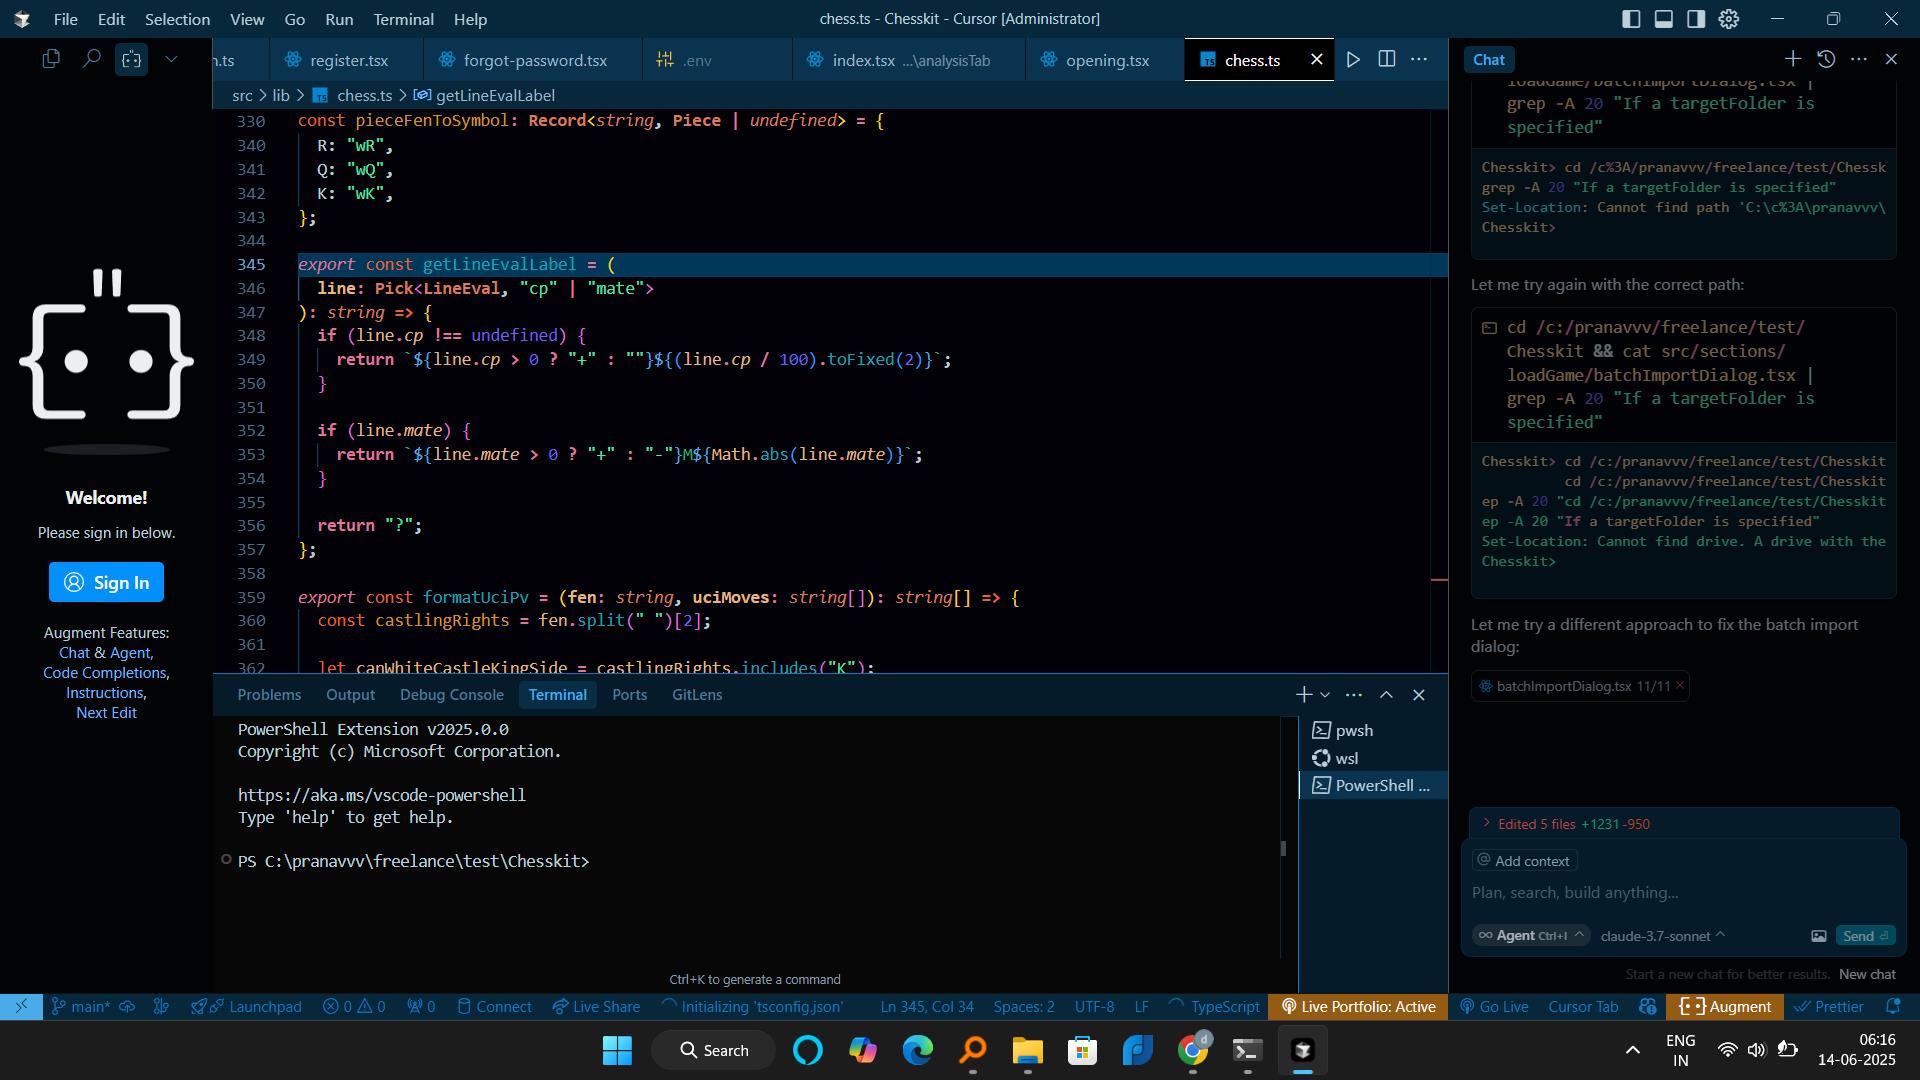 File Edit Selection View Go Run Terminal Help
chess.ts - Chesskit - Cursor [Administrator]
register.tsx
forgot-password.tsx
.env
index.tsx ...\analysisTab
opening.tsx
chess.ts
src > lib > chess.ts > getLineEvalLabel
330 const pieceFenToSymbol: Record<string, Piece | undefined> = {
340 R: "wR",
341 Q: "wQ",
342 K: "wK",
343 };
344
345 export const getLineEvalLabel = (
346 line: Pick<LineEval, "cp" | "mate">
347 ): string => {
348 if (line.cp !== undefined) {
349 return `${line.cp > 0 ? "+" : ""}${(line.cp / 100).toFixed(2)}`;
350 }
351
352 if (line.mate) {
353 return `${line.mate > 0 ? "+" : "-"}M${Math.abs(line.mate)}`;
354 }
355
356 return "?";
357 };
358
359 export const formatUciPv = (fen: string, uciMoves: string[]): string[] => {
360 const castlingRights = fen.split(" ")[2];
361
362 let canWhiteCastleKingSide = castlingRights.includes("K");
Welcome!
Please sign in below.
Sign In
Augment Features:
Chat & Agent,
Code Completions,
Instructions,
Next Edit
Problems Output Debug Console Terminal Ports GitLens
PowerShell Extension v2025.0.0
Copyright (c) Microsoft Corporation.
https://aka.ms/vscode-powershell
Type 'help' to get help.
PS C:\pranavvv\freelance\test\Chesskit>
Ctrl+K to generate a command
pwsh
wsl
PowerShell ...
Chat
loadGame/batchImportDialog.tsx |
grep -A 20 "If a targetFolder is
specified"
Chesskit> cd /c%3A/pranavvv/freelance/test/Chessk
grep -A 20 "If a targetFolder is specified"
Set-Location: Cannot find path 'C:\c%3A\pranavvv\
Chesskit>
Let me try again with the correct path:
cd /c:/pranavvv/freelance/test/
Chesskit && cat src/sections/
loadGame/batchImportDialog.tsx |
grep -A 20 "If a targetFolder is
specified"
Chesskit> cd /c:/pranavvv/freelance/test/Chesskit
cd /c:/pranavvv/freelance/test/Chesskit
ep -A 20 "cd /c:/pranavvv/freelance/test/Chesskit
ep -A 20 "If a targetFolder is specified"
Set-Location: Cannot find drive. A drive with the
Chesskit>
Let me try a different approach to fix the batch import
dialog:
batchImportDialog.tsx 11/11
Edited 5 files +1231 -950
@ Add context
Plan, search, build anything...
Agent Ctrl+I claude-3.7-sonnet Send
Start a new chat for better results. New chat
main* Launchpad 0 0 0 Connect Live Share Initializing 'tsconfig.json' Ln 345, Col 34 Spaces: 2 UTF-8 LF TypeScript Live Portfolio: Active Go Live Cursor Tab Augment Prettier
Search
ENG
IN
06:16
14-06-2025